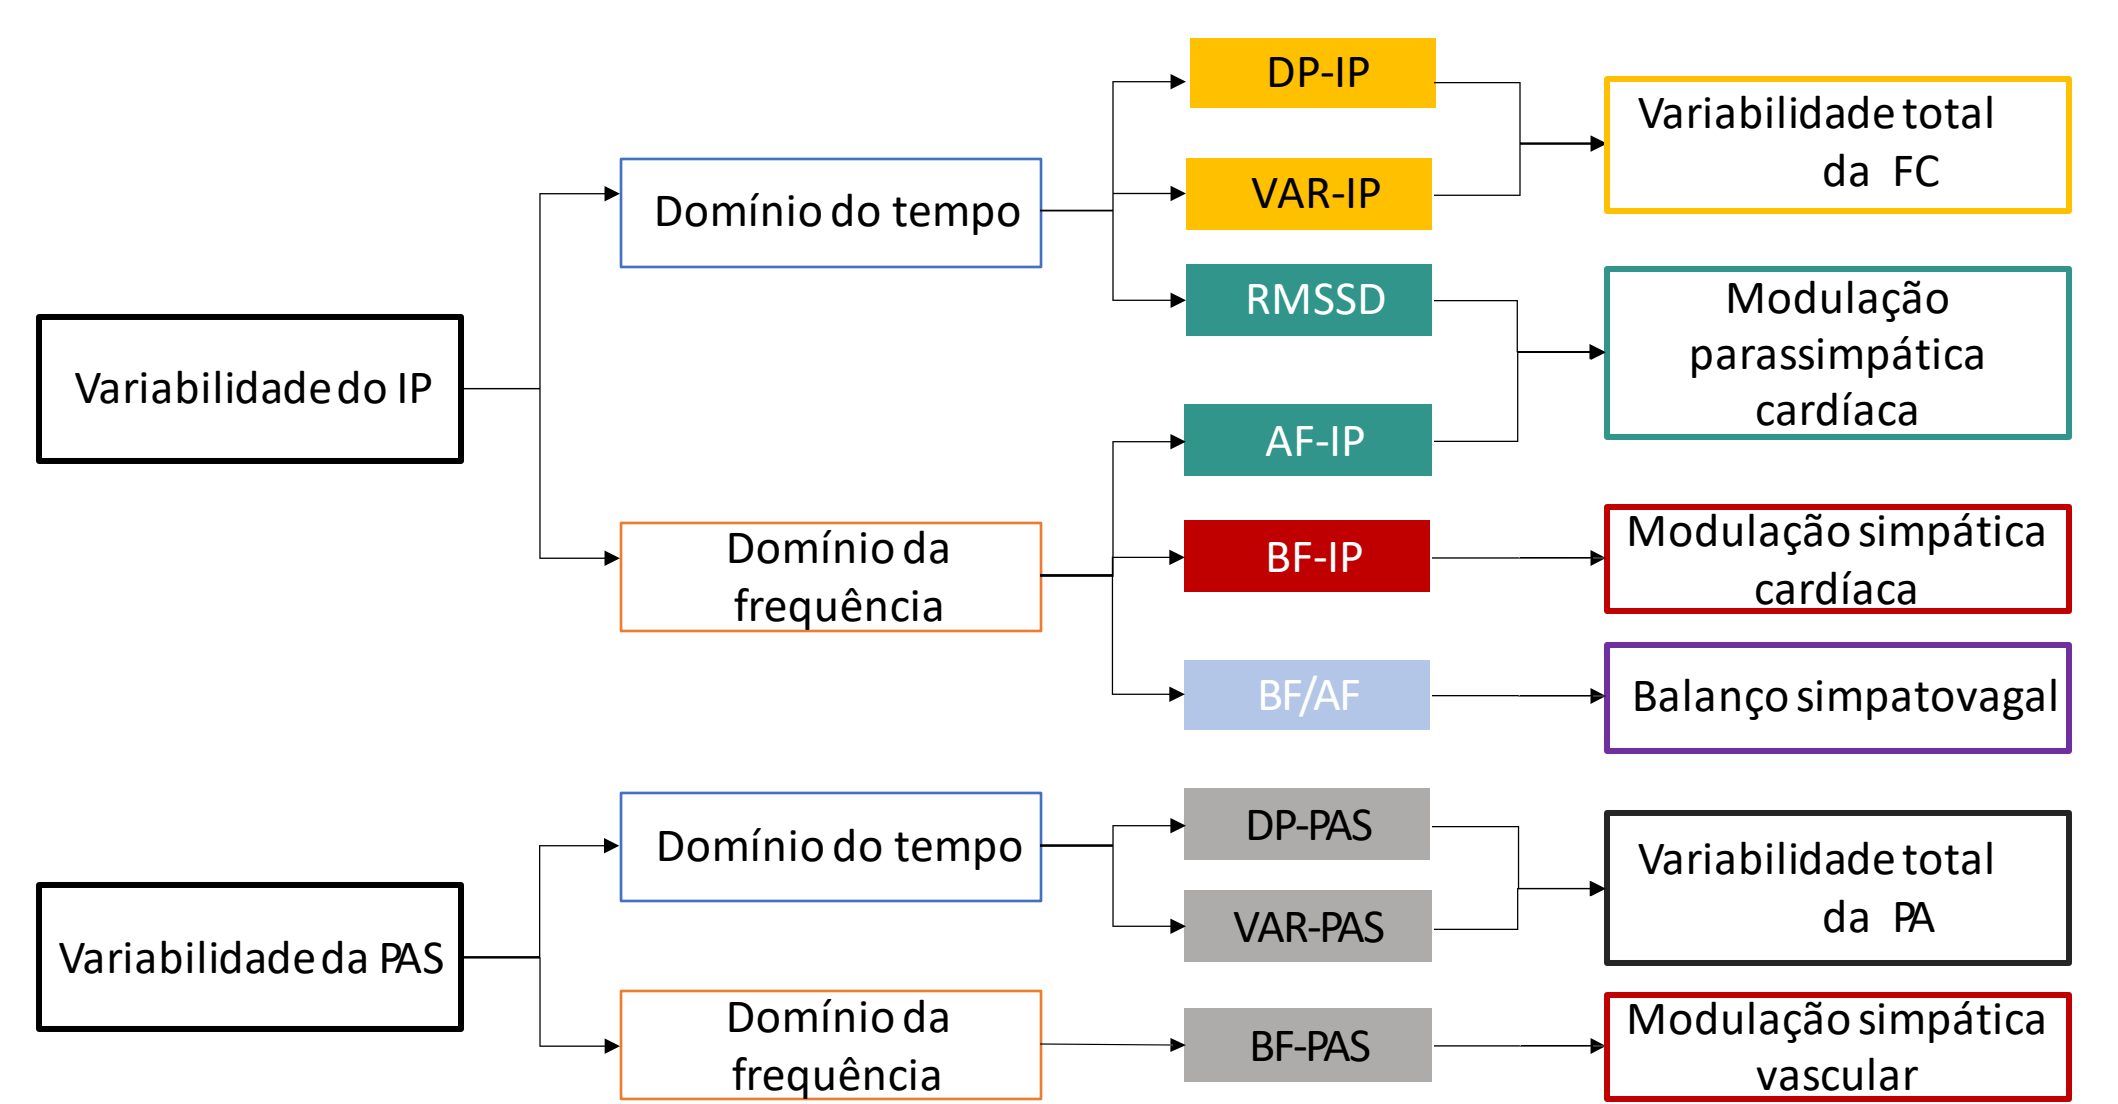 Variabilidade do IP
Domínio do tempo
DP-IP
VAR-IP
RMSSD
Variabilidade total
da FC
Modulação
parassimpática
cardíaca
Domínio da
frequência
AF-IP
BF-IP
BF/AF
Modulação simpática
cardíaca
Balanço simpatovagal
Variabilidade da PAS
Domínio do tempo
DP-PAS
VAR-PAS
Variabilidade total
da PA
Domínio da
frequência
BF-PAS
Modulação simpática
vascular